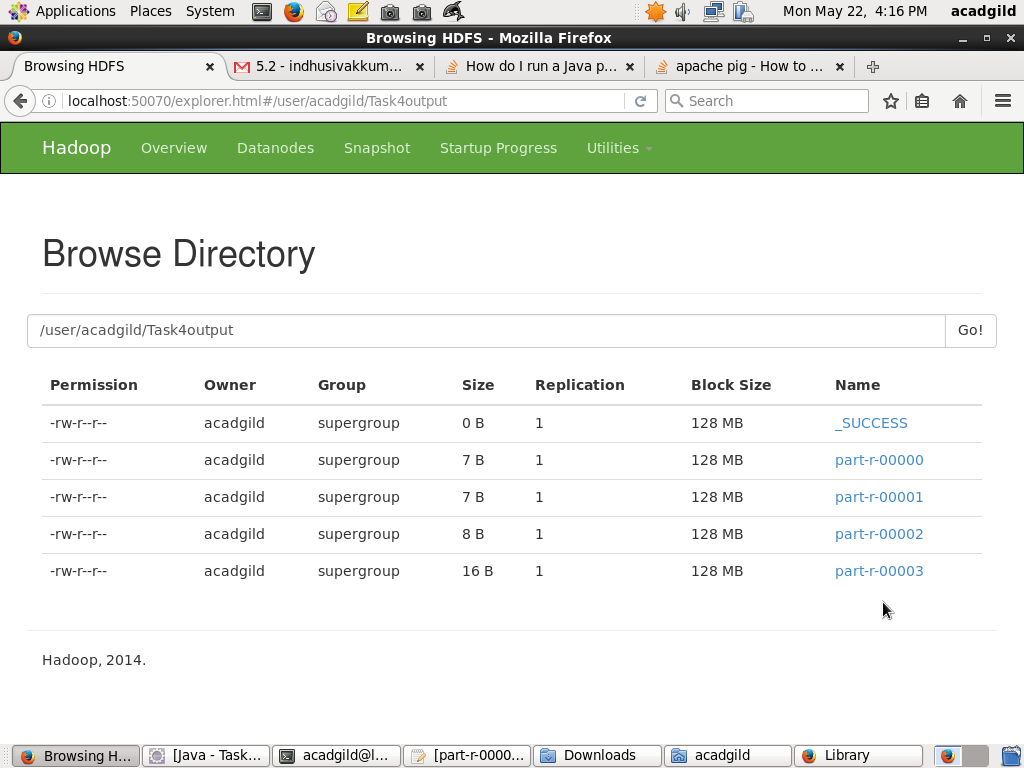 Applications Places System Mon May 22, 4:16 PM acadgild
Browsing HDFS - Mozilla Firefox
Browsing HDFS 5.2 - indhusivakkum... How do I run a Java p... apache pig - How to ...
localhost:50070/explorer.html#/user/acadgild/Task4output Search
Hadoop Overview Datanodes Snapshot Startup Progress Utilities
Browse Directory
/user/acadgild/Task4output Go!
Permission Owner Group Size Replication Block Size Name
-rw-r--r-- acadgild supergroup 0 B 1 128 MB _SUCCESS
-rw-r--r-- acadgild supergroup 7 B 1 128 MB part-r-00000
-rw-r--r-- acadgild supergroup 7 B 1 128 MB part-r-00001
-rw-r--r-- acadgild supergroup 8 B 1 128 MB part-r-00002
-rw-r--r-- acadgild supergroup 16 B 1 128 MB part-r-00003
Hadoop, 2014.
Browsing H... [Java - Task... acadgild@l... [part-r-0000... Downloads acadgild Library